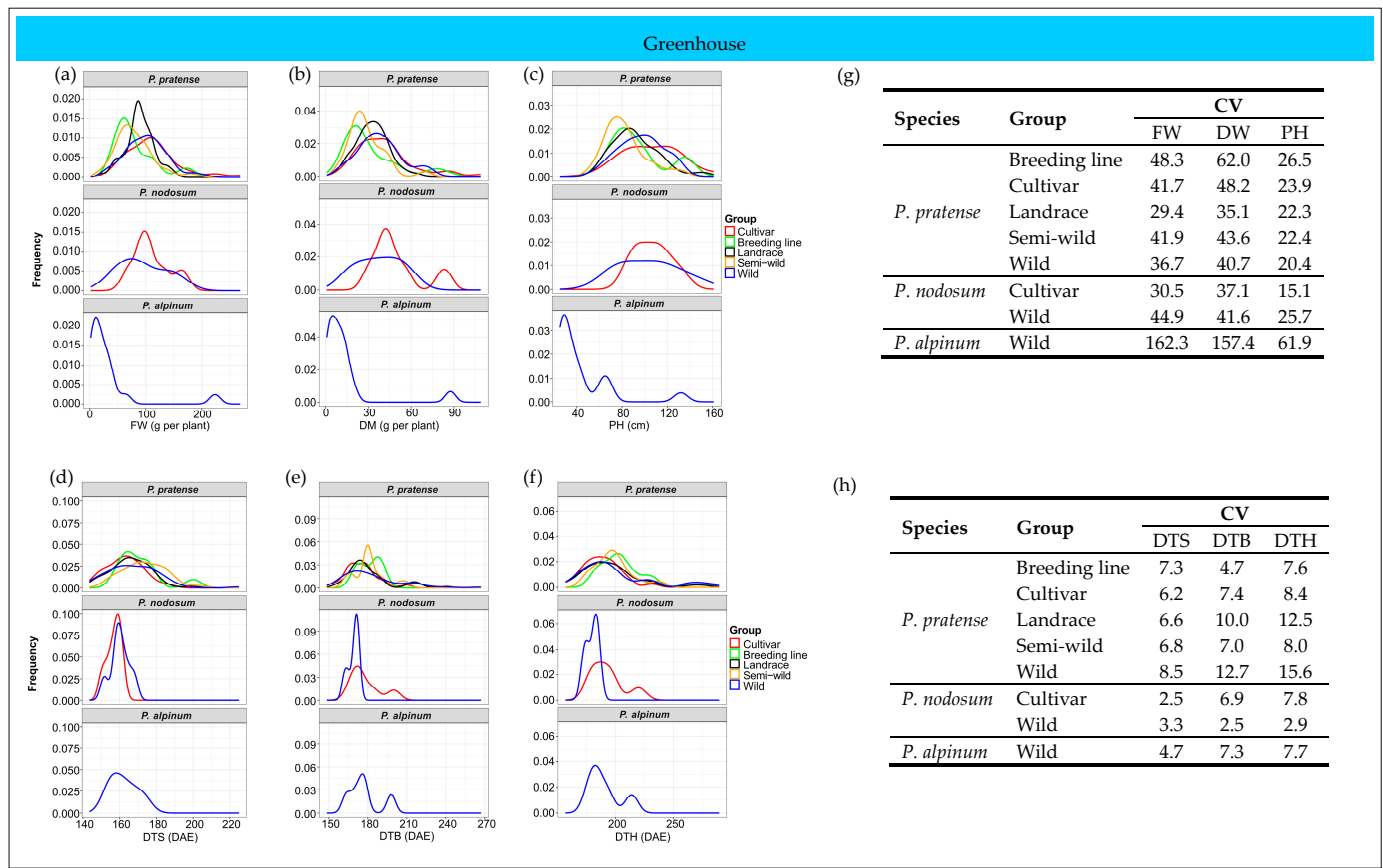 Greenhouse
(a)
P. pratense
0.020
0.015
0.010
0.005
0.000
P. nodosum
0.020
0.015
0.010
0.005
0.000
P. alpinum
0.020
0.015
0.010
0.005
0.000
0 100 200
FW (g per plant)
Frequency
(b)
P. pratense
0.04
0.02
0.00
P. nodosum
0.04
0.02
0.00
P. alpinum
0.04
0.02
0.00
0 30 60 90
DM (g per plant)
(c)
P. pratense
0.03
0.02
0.01
0.00
P. nodosum
0.03
0.02
0.01
0.00
P. alpinum
0.03
0.02
0.01
0.00
40 80 120 160
PH (cm)
Group
Cultivar
Breeding line
Landrace
Semi-wild
Wild
(g)
Species Group CV
FW DW PH
P. pratense
Breeding line 48.3 62.0 26.5
Cultivar 41.7 48.2 23.9
Landrace 29.4 35.1 22.3
Semi-wild 41.9 43.6 22.4
Wild 36.7 40.7 20.4
P. nodosum Cultivar 30.5 37.1 15.1
Wild 44.9 41.6 25.7
P. alpinum Wild 162.3 157.4 61.9
(d)
P. pratense
0.100
0.075
0.050
0.025
0.000
P. nodosum
0.100
0.075
0.050
0.025
0.000
P. alpinum
0.100
0.075
0.050
0.025
0.000
140 160 180 200 220
DTS (DAE)
Frequency
(e)
P. pratense
0.09
0.06
0.03
0.00
P. nodosum
0.09
0.06
0.03
0.00
P. alpinum
0.09
0.06
0.03
0.00
150 180 210 240 270
DTB (DAE)
(f)
P. pratense
0.06
0.04
0.02
0.00
P. nodosum
0.06
0.04
0.02
0.00
P. alpinum
0.06
0.04
0.02
0.00
200 250
DTH (DAE)
Group
Cultivar
Breeding line
Landrace
Semi-wild
Wild
(h)
Species Group CV
DTS DTB DTH
P. pratense
Breeding line 7.3 4.7 7.6
Cultivar 6.2 7.4 8.4
Landrace 6.6 10.0 12.5
Semi-wild 6.8 7.0 8.0
Wild 8.5 12.7 15.6
P. nodosum Cultivar 2.5 6.9 7.8
Wild 3.3 2.5 2.9
P. alpinum Wild 4.7 7.3 7.7